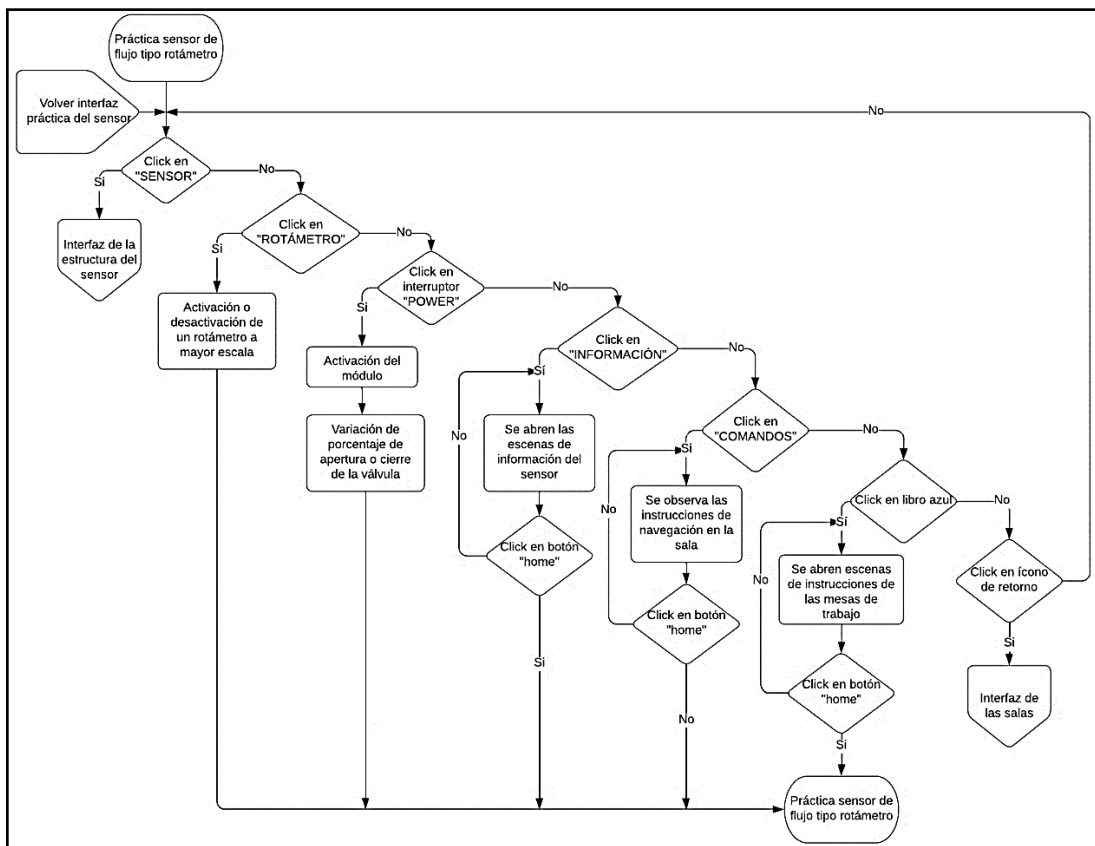 Práctica sensor de
flujo tipo rotámetro
Volver interfaz
práctica del sensor
No
Click en
"SENSOR"
Si
No
Interfaz de la
estructura del
sensor
Click en
"ROTÁMETRO"
Si
No
Activación o
desactivación de
un rotámetro a
mayor escala
Click en
interruptor
"POWER"
Si
No
Activación del
módulo
Variación de
porcentaje de
apertura o cierre
de la válvula
Click en
"INFORMACIÓN"
Sí
No
No
Se abren las
escenas de
información del
sensor
Click en botón
"home"
Si
Click en
"COMANDOS"
Si
No
No
Se observa las
instrucciones de
navegación en la
sala
Click en botón
"home"
No
Click en libro azul
Sí
No
No
Se abren escenas
de instrucciones de
las mesas de
trabajo
Click en botón
"home"
Si
Click en ícono
de retorno
Si
Interfaz de
las salas
Práctica sensor de
flujo tipo rotámetro